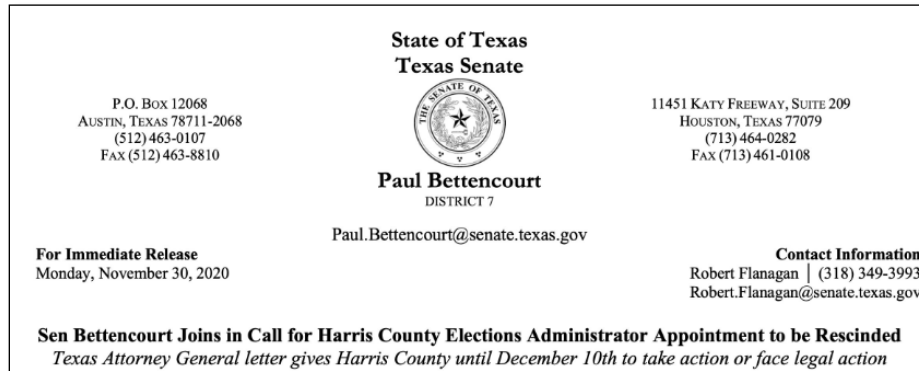 State of Texas
Texas Senate
THE SENATE OF TEXAS
P.O. BOX 12068
AUSTIN, TEXAS 78711-2068
(512) 463-0107
FAX (512) 463-8810
11451 KATY FREEWAY, SUITE 209
HOUSTON, TEXAS 77079
(713) 464-0282
FAX (713) 461-0108
Paul Bettencourt
DISTRICT 7
Paul.Bettencourt@senate.texas.gov
For Immediate Release
Monday, November 30, 2020
Contact Information
Robert Flanagan | (318) 349-3993
Robert.Flanagan@senate.texas.gov
Sen Bettencourt Joins in Call for Harris County Elections Administrator Appointment to be Rescinded
Texas Attorney General letter gives Harris County until December 10th to take action or face legal action